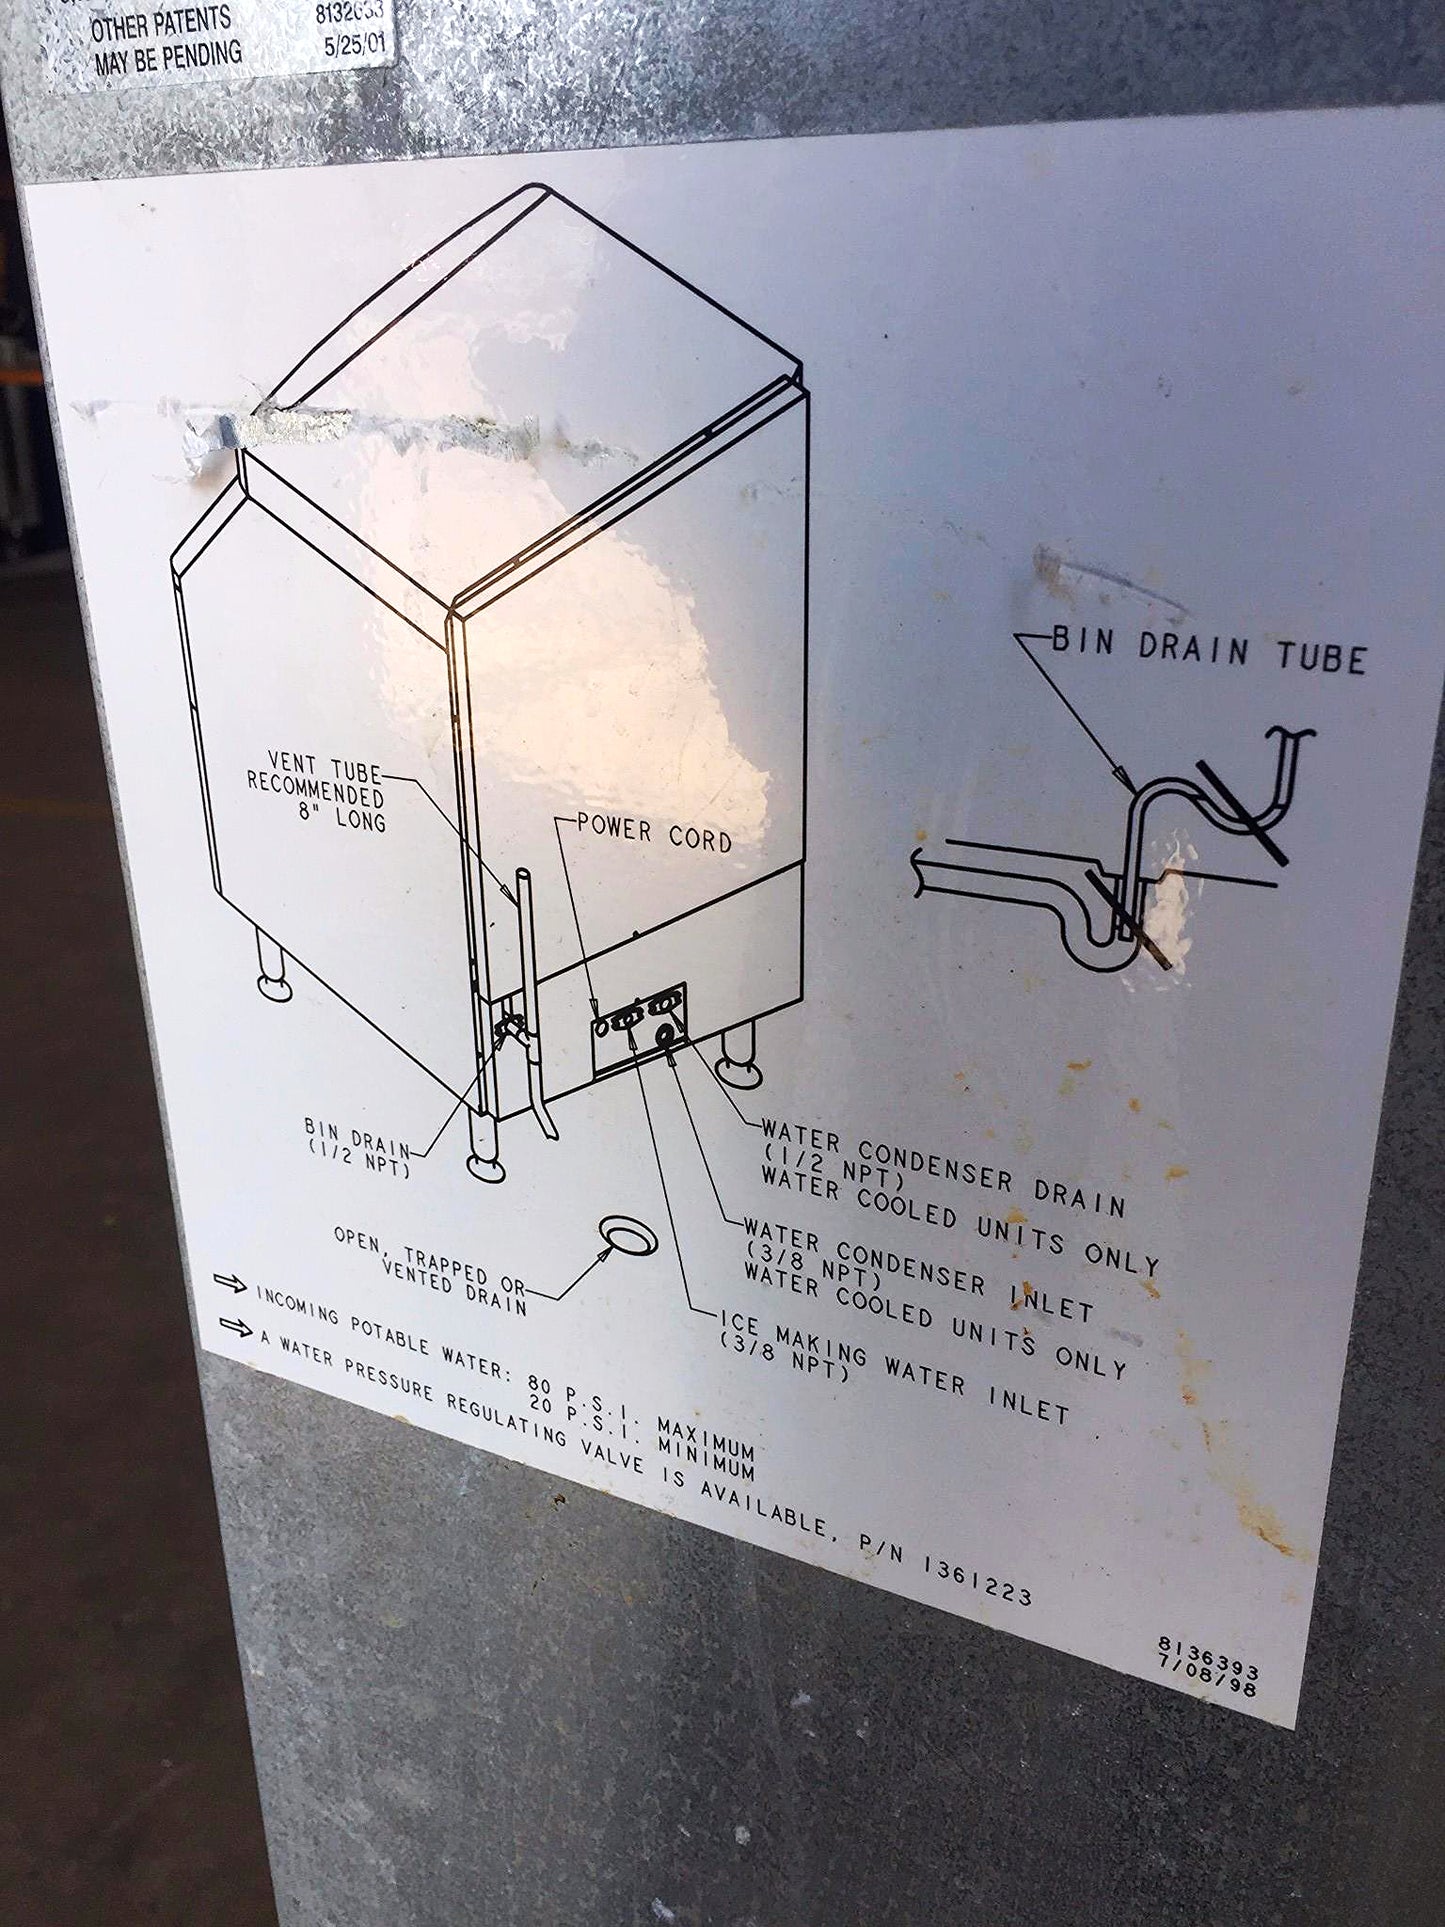 OTHER PATENTS
MAY BE PENDING
5/25/01
BIN DRAIN TUBE
VENT TUBE
RECOMMENDED
8" LONG
POWER CORD
BIN DRAIN
(1/2 NPT)
WATER CONDENSER DRAIN
(1/2 NPT)
WATER COOLED UNITS ONLY
WATER CONDENSER INLET
(3/8 NPT)
WATER COOLED UNITS ONLY
OPEN, TRAPPED OR
VENTED DRAIN
ICE MAKING WATER INLET
(3/8 NPT)
INCOMING POTABLE WATER: 80 P.S.I. MAXIMUM
20 P.S.I. MINIMUM
A WATER PRESSURE REGULATING VALVE IS AVAILABLE, P/N 1361223
8136393
7/08/98